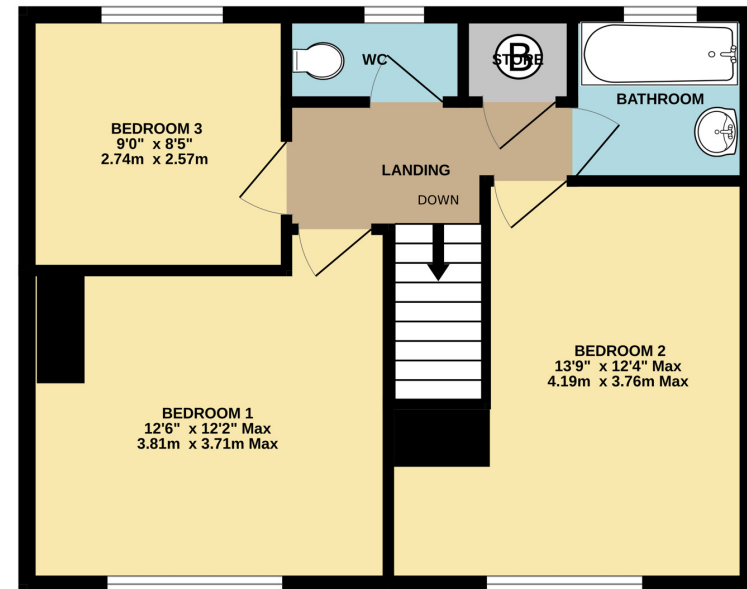 WC
B
STORE
BATHROOM
BEDROOM 3
9'0" x 8'5"
2.74m x 2.57m
LANDING
DOWN
BEDROOM 2
13'9" x 12'4" Max
4.19m x 3.76m Max
BEDROOM 1
12'6" x 12'2" Max
3.81m x 3.71m Max